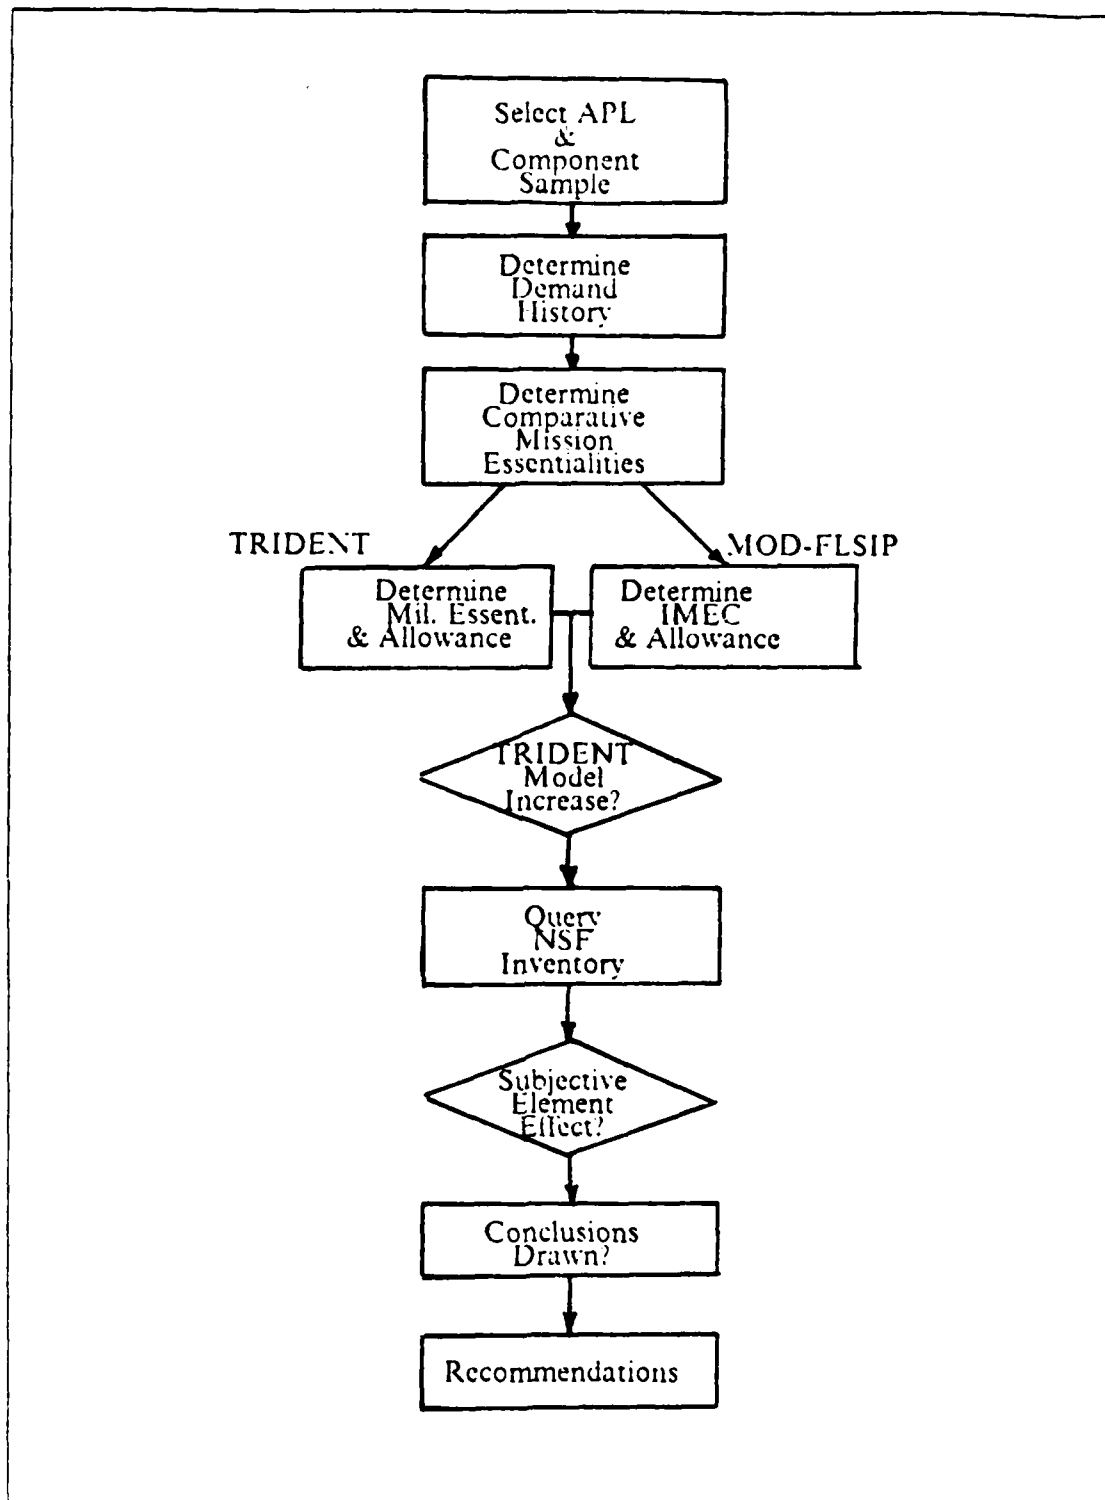 Select APL
&
Component
Sample
Determine
Demand
History
Determine
Comparative
Mission
Essentialities
TRIDENT
MOD-FLSIP
Determine
Mil. Essent.
& Allowance
Determine
IMEC
& Allowance
TRIDENT
Model
Increase?
Query
NSF
Inventory
Subjective
Element
Effect?
Conclusions
Drawn?
Recommendations